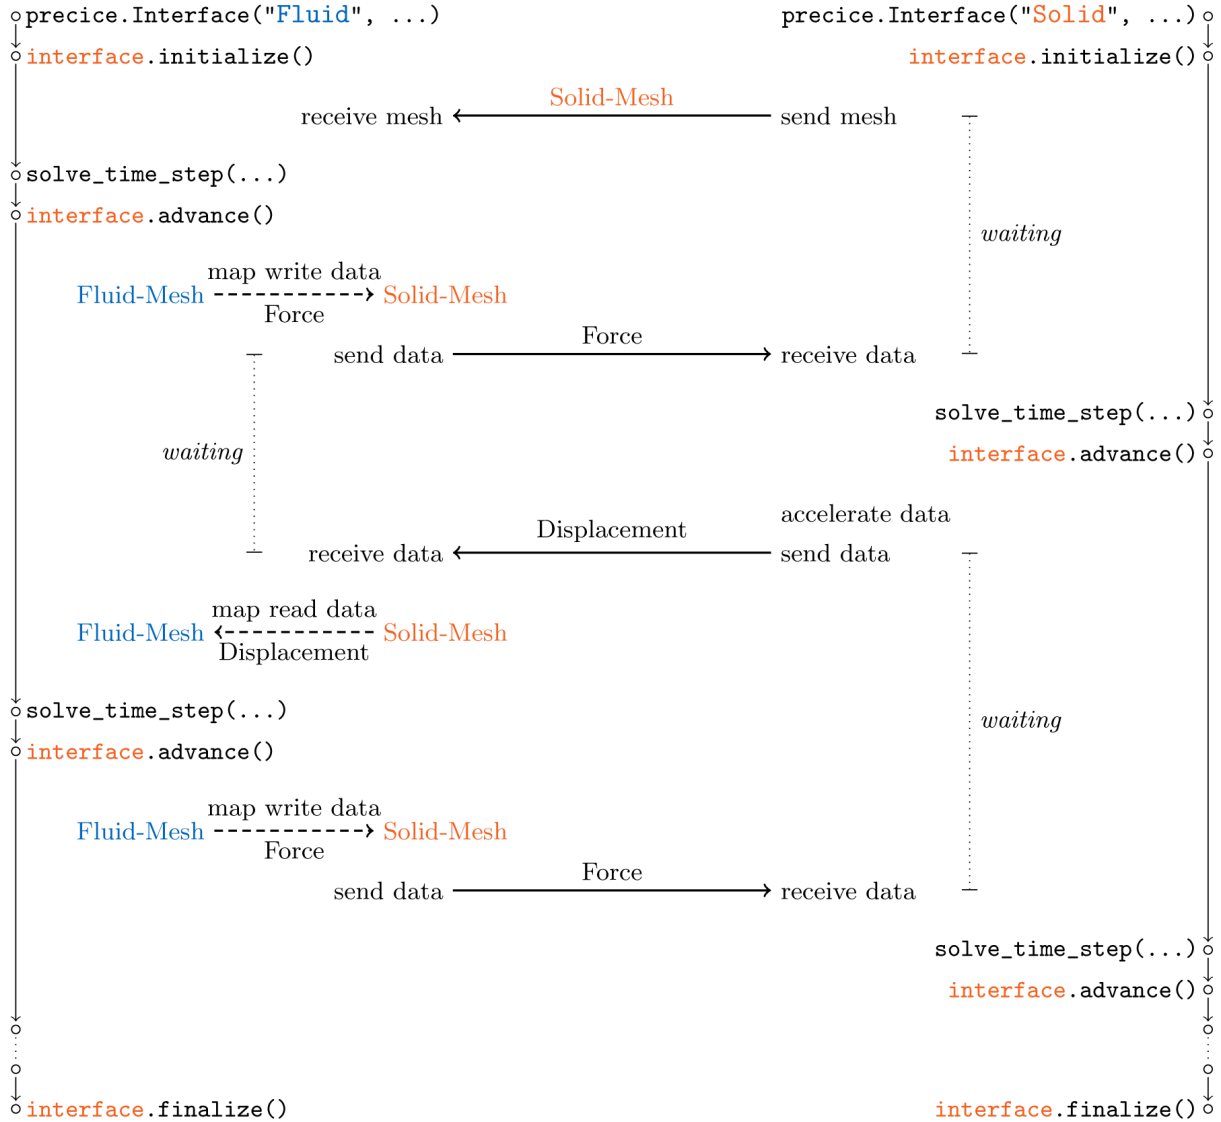 precice.Interface("Fluid", ...)
precice.Interface("Solid", ...)
interface.initialize()
interface.initialize()
Solid-Mesh
receive mesh
send mesh
solve_time_step(...)
interface.advance()
waiting
map write data
Fluid-Mesh
Solid-Mesh
Force
Force
send data
receive data
solve_time_step(...)
waiting
interface.advance()
accelerate data
Displacement
receive data
send data
map read data
Fluid-Mesh
Solid-Mesh
Displacement
solve_time_step(...)
waiting
interface.advance()
map write data
Fluid-Mesh
Solid-Mesh
Force
Force
send data
receive data
solve_time_step(...)
interface.advance()
interface.finalize()
interface.finalize()